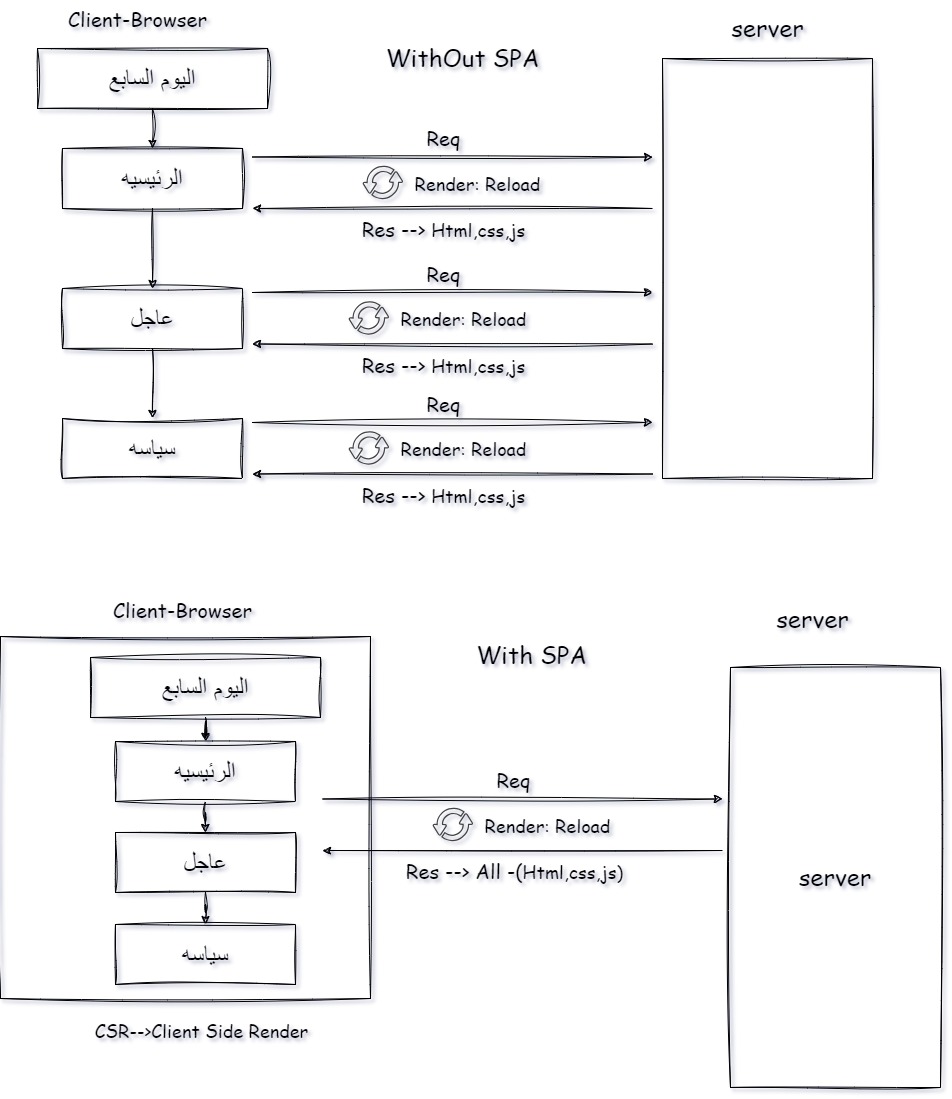 Client-Browser
server
WithOut SPA
اليوم السابع
Req
الرئيسيه
Render: Reload
Res --> Html,css,js
Req
عاجل
Render: Reload
Res --> Html,css,js
Req
سياسه
Render: Reload
Res --> Html,css,js
Client-Browser
server
With SPA
اليوم السابع
الرئيسيه
Req
Render: Reload
عاجل
Res --> All -(Html,css,js)
server
سياسه
CSR-->Client Side Render